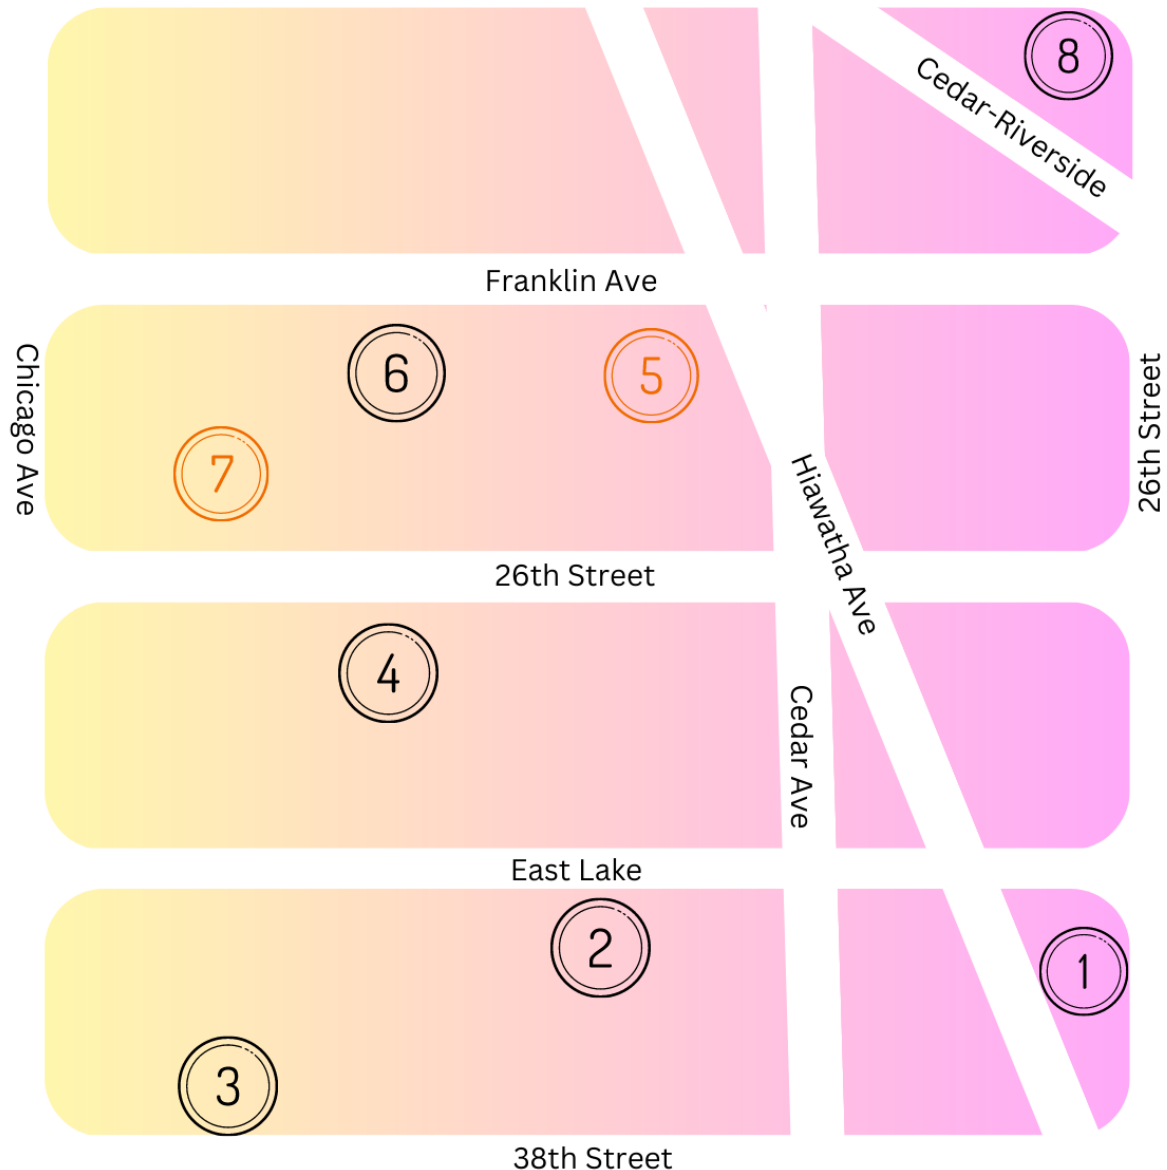 8
Cedar-Riverside
Franklin Ave
Chicago Ave
6
5
7
26th Street
Hiawatha Ave
26th Street
4
Cedar Ave
East Lake
2
1
3
38th Street